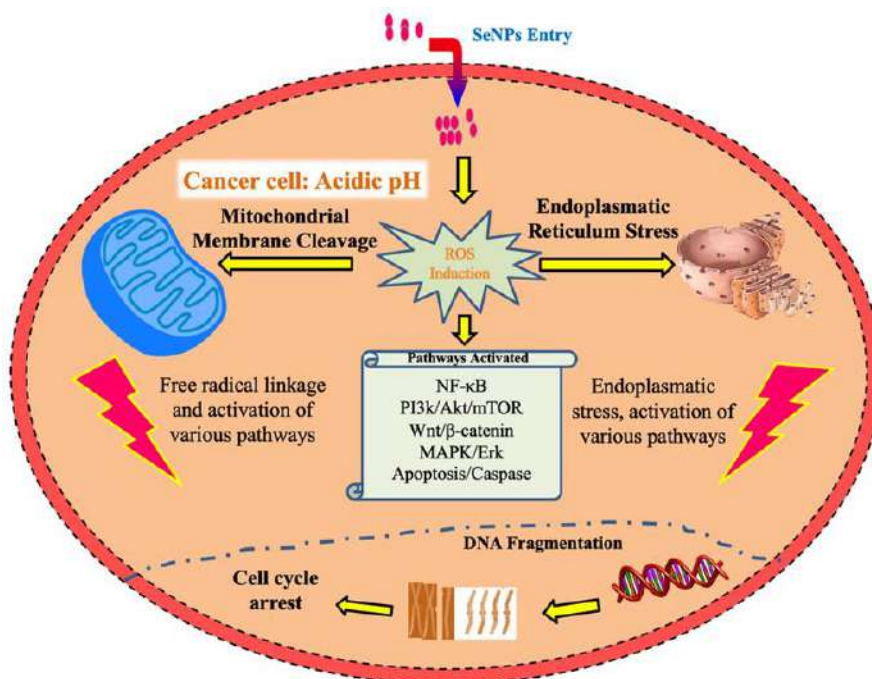 SeNPs Entry
Cancer cell: Acidic pH
Mitochondrial
Membrane Cleavage
ROS
Induction
Endoplasmatic
Reticulum Stress
Pathways Activated
NF-κB
PI3k/Akt/mTOR
Wnt/β-catenin
MAPK/Erk
Apoptosis/Caspase
Free radical linkage
and activation of
various pathways
Endoplasmatic
stress, activation of
various pathways
DNA Fragmentation
Cell cycle
arrest